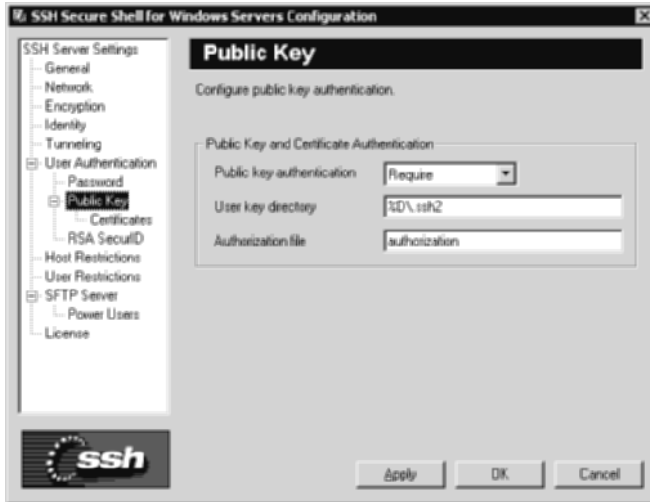 SSH Secure Shell for Windows Servers Configuration
SSH Server Settings
General
Network
Encryption
Identity
Tunneling
User Authentication
Password
Public Key
Certificates
RSA SecurID
Host Restrictions
User Restrictions
SFTP Server
Power Users
License
ssh
Public Key
Configure public key authentication.
Public Key and Certificate Authentication
Public key authentication Require
User key directory %D\.ssh2
Authorization file authorization
Apply OK Cancel